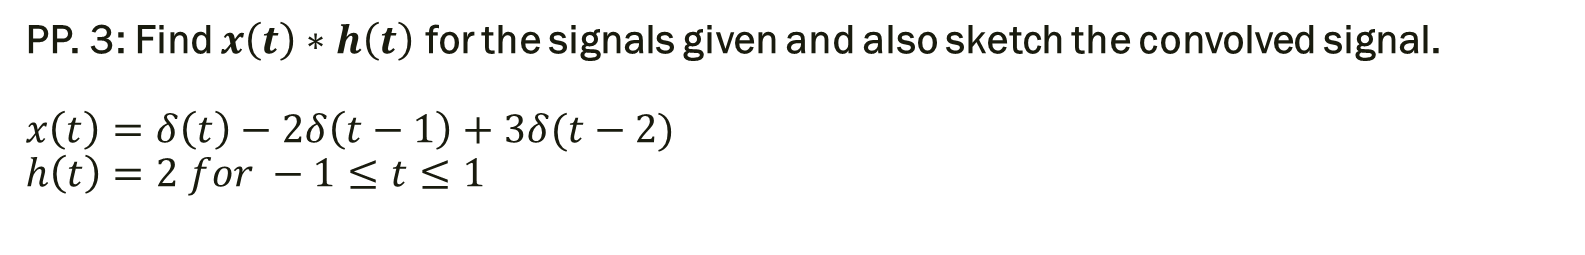 PP. 3: Find x(t) ∗ h(t) for the signals given and also sketch the convolved signal.
x(t) = δ(t) − 2δ(t − 1) + 3δ(t − 2)
h(t) = 2 for − 1 ≤ t ≤ 1